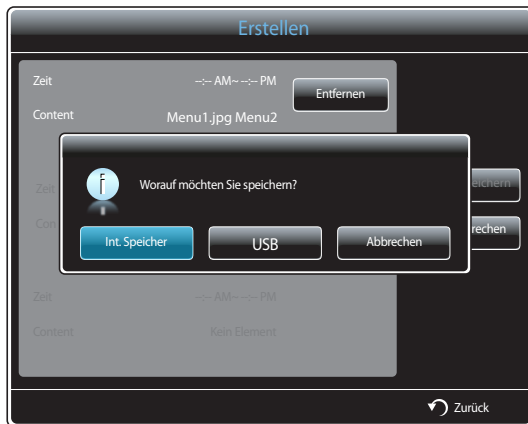 Erstellen
Zeit --:-- AM~--:-- PM
Entfernen
Content Menu1.jpg Menu2
Worauf möchten Sie speichern?
Int. Speicher USB Abbrechen
Zeit --:-- AM~--:-- PM
Content Kein Element
Zurück